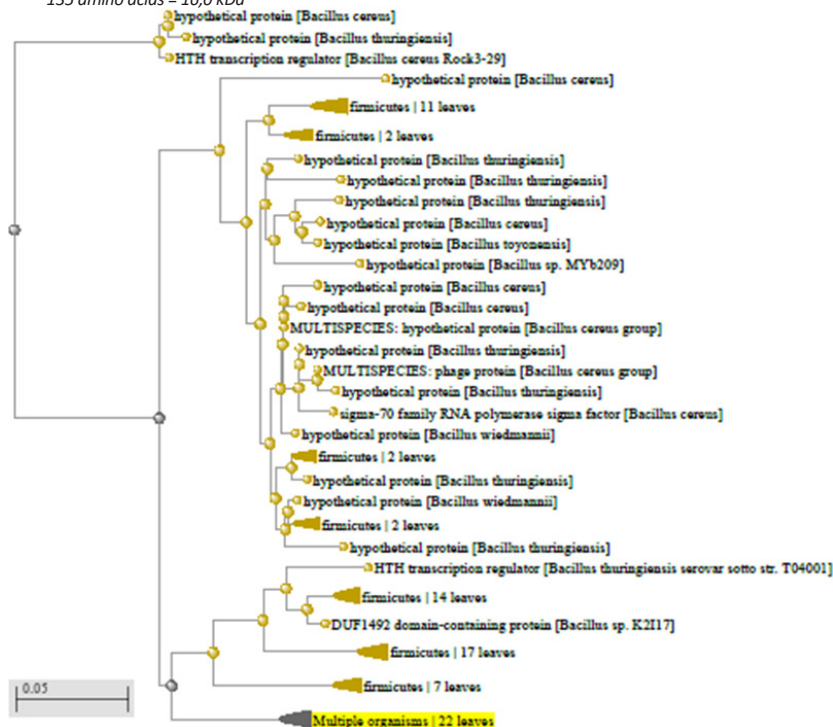 135 amino acids = 16,0 kDa
hypothetical protein [Bacillus cereus]
hypothetical protein [Bacillus thuringiensis]
HTH transcription regulator [Bacillus cereus Rock3-29]
hypothetical protein [Bacillus cereus]
firmicutes | 11 leaves
firmicutes | 2 leaves
hypothetical protein [Bacillus thuringiensis]
hypothetical protein [Bacillus thuringiensis]
hypothetical protein [Bacillus thuringiensis]
hypothetical protein [Bacillus cereus]
hypothetical protein [Bacillus toyonensis]
hypothetical protein [Bacillus sp. MYb209]
hypothetical protein [Bacillus cereus]
hypothetical protein [Bacillus cereus]
MULTISPECIES: hypothetical protein [Bacillus cereus group]
hypothetical protein [Bacillus thuringiensis]
MULTISPECIES: phage protein [Bacillus cereus group]
hypothetical protein [Bacillus thuringiensis]
sigma-70 family RNA polymerase sigma factor [Bacillus cereus]
hypothetical protein [Bacillus wiedmannii]
firmicutes | 2 leaves
hypothetical protein [Bacillus thuringiensis]
hypothetical protein [Bacillus wiedmannii]
firmicutes | 2 leaves
hypothetical protein [Bacillus thuringiensis]
HTH transcription regulator [Bacillus thuringiensis serovar sotto str. T04001]
firmicutes | 14 leaves
DUF1492 domain-containing protein [Bacillus sp. K2I17]
firmicutes | 17 leaves
firmicutes | 7 leaves
0.05
Multiple organisms | 22 leaves